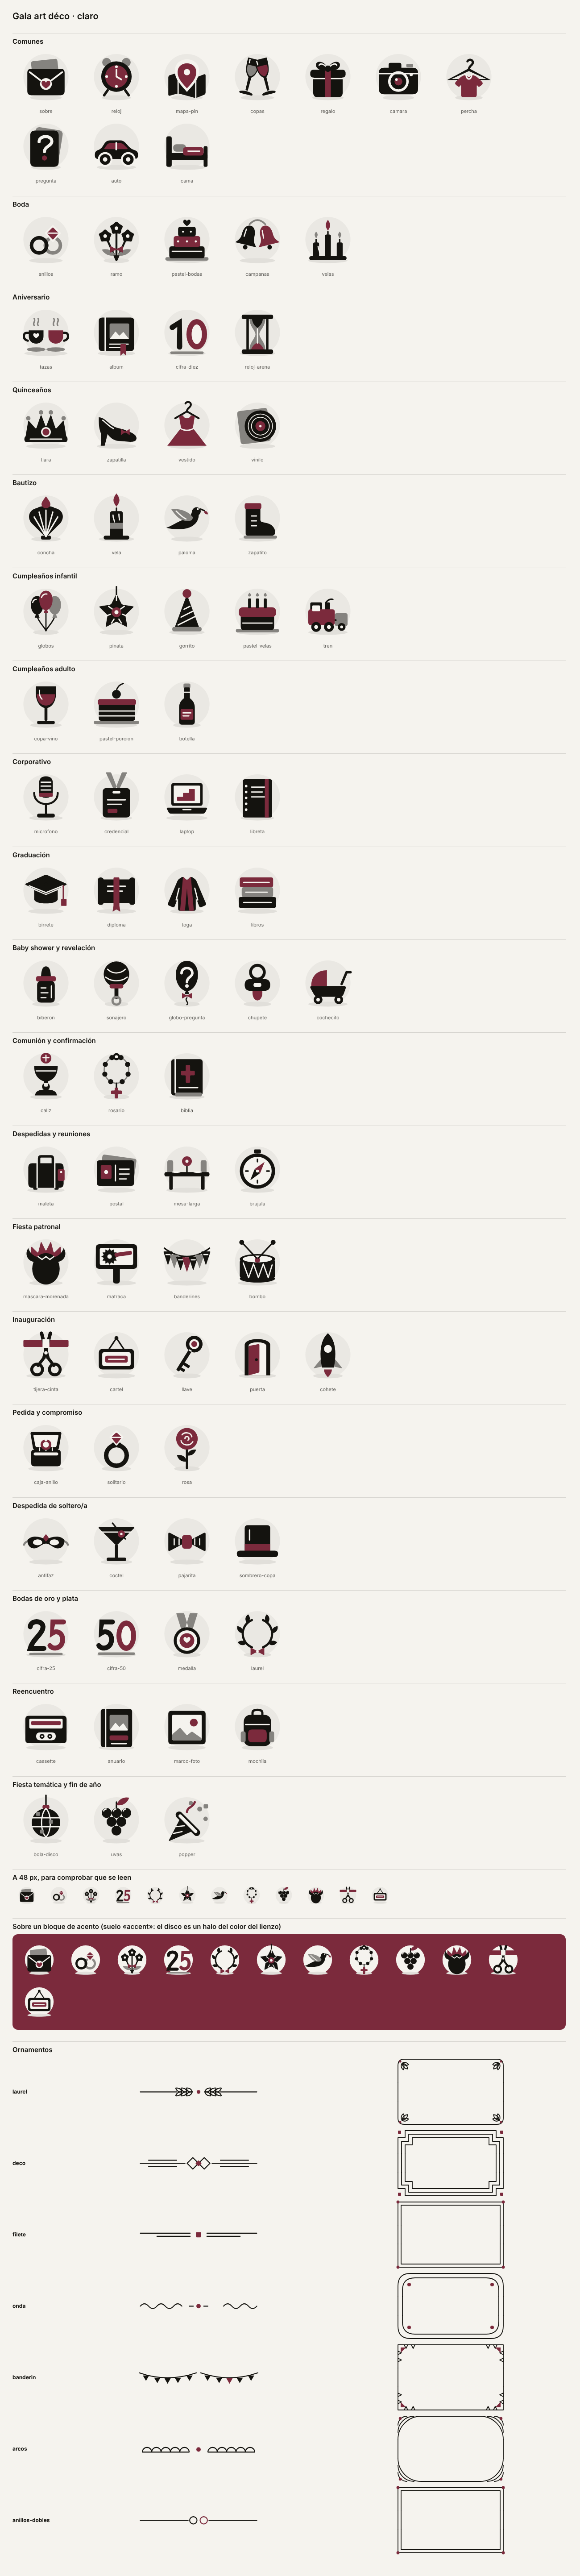 Gala art déco · claro
Comunes
sobre reloj mapa-pin copas regalo camara percha
pregunta auto cama
Boda
anillos ramo pastel-bodas campanas velas
Aniversario
10
tazas album cifra-diez reloj-arena
Quinceaños
tiara zapatilla vestido vinilo
Bautizo
concha vela paloma zapatito
Cumpleaños infantil
globos pinata gorrito pastel-velas tren
Cumpleaños adulto
copa-vino pastel-porcion botella
Corporativo
microfono credencial laptop libreta
Graduación
birrete diploma toga libros
Baby shower y revelación
biberon sonajero globo-pregunta chupete cochecito
Comunión y confirmación
caliz rosario biblia
Despedidas y reuniones
maleta postal mesa-larga brujula
Fiesta patronal
mascara-morenada matraca banderines bombo
Inauguración
tijera-cinta cartel llave puerta cohete
Pedida y compromiso
caja-anillo solitario rosa
Despedida de soltero/a
antifaz coctel pajarita sombrero-copa
Bodas de oro y plata
25 50
cifra-25 cifra-50 medalla laurel
Reencuentro
cassette anuario marco-foto mochila
Fiesta temática y fin de año
bola-disco uvas popper
A 48 px, para comprobar que se leen
25
Sobre un bloque de acento (suelo «accent»: el disco es un halo del color del lienzo)
25
Ornamentos
laurel
deco
filete
onda
banderin
arcos
anillos-dobles